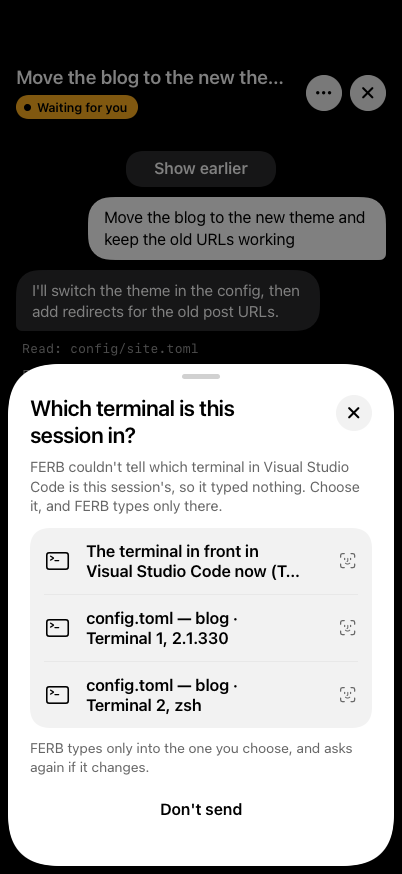 Move the blog to the new the...
Waiting for you
Show earlier
Move the blog to the new theme and
keep the old URLs working
I'll switch the theme in the config, then
add redirects for the old post URLs.
Read: config/site.toml
Which terminal is this
session in?
FERB couldn't tell which terminal in Visual Studio
Code is this session's, so it typed nothing. Choose
it, and FERB types only there.
The terminal in front in
Visual Studio Code now (T...
config.toml — blog ·
Terminal 1, 2.1.330
config.toml — blog ·
Terminal 2, zsh
FERB types only into the one you choose, and asks
again if it changes.
Don't send